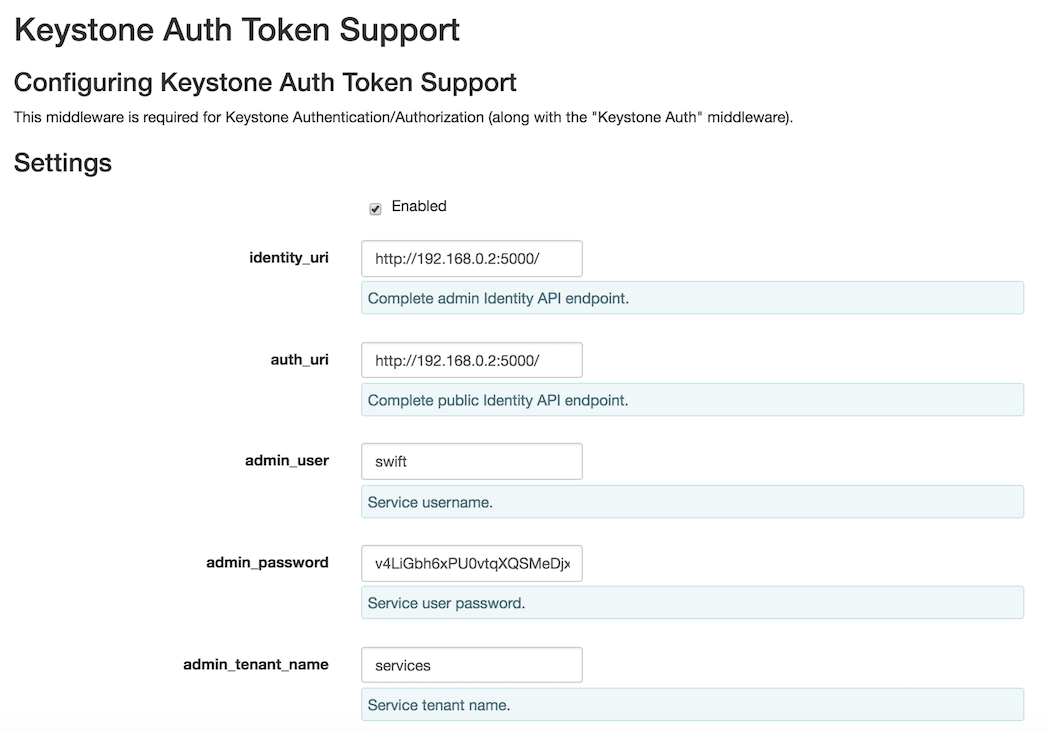 Keystone Auth Token Support
Configuring Keystone Auth Token Support
This middleware is required for Keystone Authentication/Authorization (along with the "Keystone Auth" middleware).
Settings
Enabled
identity_uri http://192.168.0.2:5000/
Complete admin Identity API endpoint.
auth_uri http://192.168.0.2:5000/
Complete public Identity API endpoint.
admin_user swift
Service username.
admin_password v4LiGbh6xPU0vtqXQSMeDjx
Service user password.
admin_tenant_name services
Service tenant name.